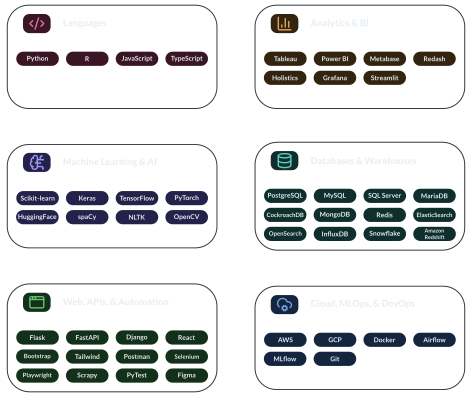 Languages
Python R JavaScript TypeScript
Analytics & BI
Tableau Power BI Metabase Redash
Holistics Grafana Streamlit
Machine Learning & AI
Scikit-learn Keras TensorFlow PyTorch
HuggingFace spaCy NLTK OpenCV
Databases & Warehouses
PostgreSQL MySQL SQL Server MariaDB
CockroachDB MongoDB Redis ElasticSearch
OpenSearch InfluxDB Snowflake Amazon Redshift
Web, APIs, & Automation
Flask FastAPI Django React
Bootstrap Tailwind Postman Selenium
Playwright Scrapy PyTest Figma
Cloud, MLOps, & DevOps
AWS GCP Docker Airflow
MLflow Git